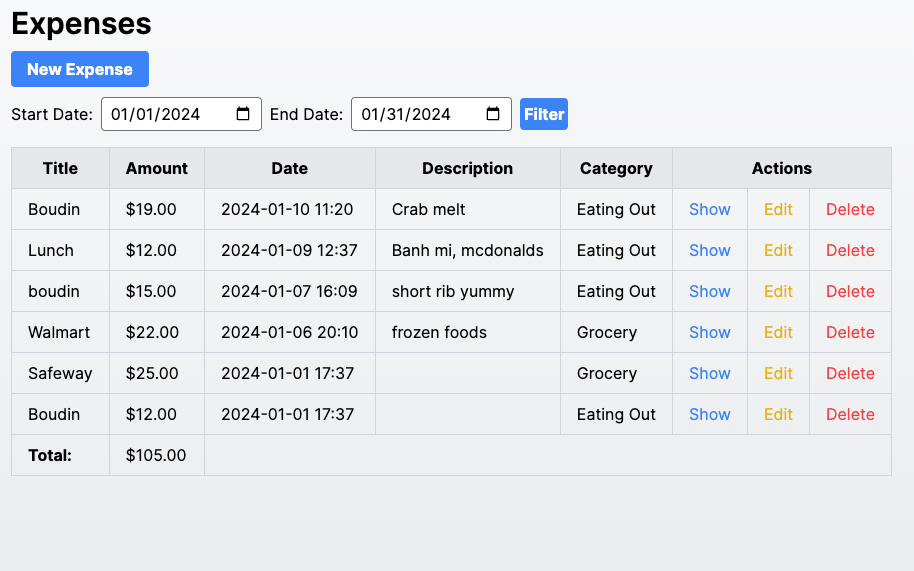 Expenses
New Expense
Start Date: 01/01/2024 End Date: 01/31/2024 Filter
Title Amount Date Description Category Actions
Boudin $19.00 2024-01-10 11:20 Crab melt Eating Out Show Edit Delete
Lunch $12.00 2024-01-09 12:37 Banh mi, mcdonalds Eating Out Show Edit Delete
boudin $15.00 2024-01-07 16:09 short rib yummy Eating Out Show Edit Delete
Walmart $22.00 2024-01-06 20:10 frozen foods Grocery Show Edit Delete
Safeway $25.00 2024-01-01 17:37 Grocery Show Edit Delete
Boudin $12.00 2024-01-01 17:37 Eating Out Show Edit Delete
Total: $105.00